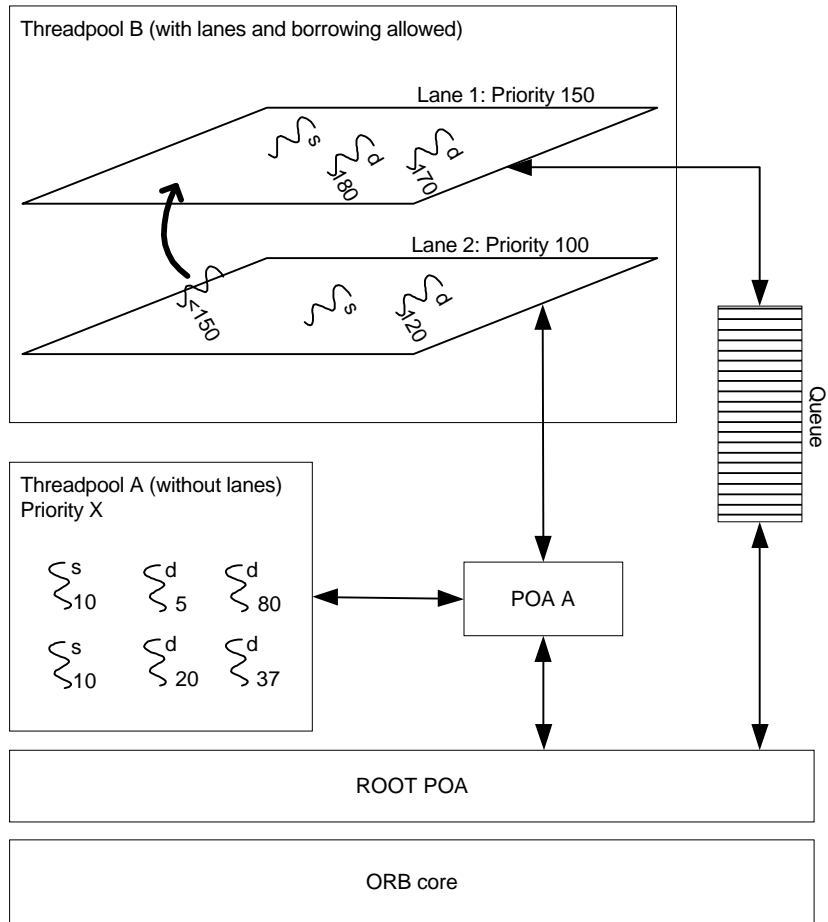 Threadpool B (with lanes and borrowing allowed)
Lane 1: Priority 150
s
d
180
d
170
Lane 2: Priority 100
<150
s
d
120
Queue
Threadpool A (without lanes)
Priority X
s
10
d
5
d
80
s
10
d
20
d
37
POA A
ROOT POA
ORB core